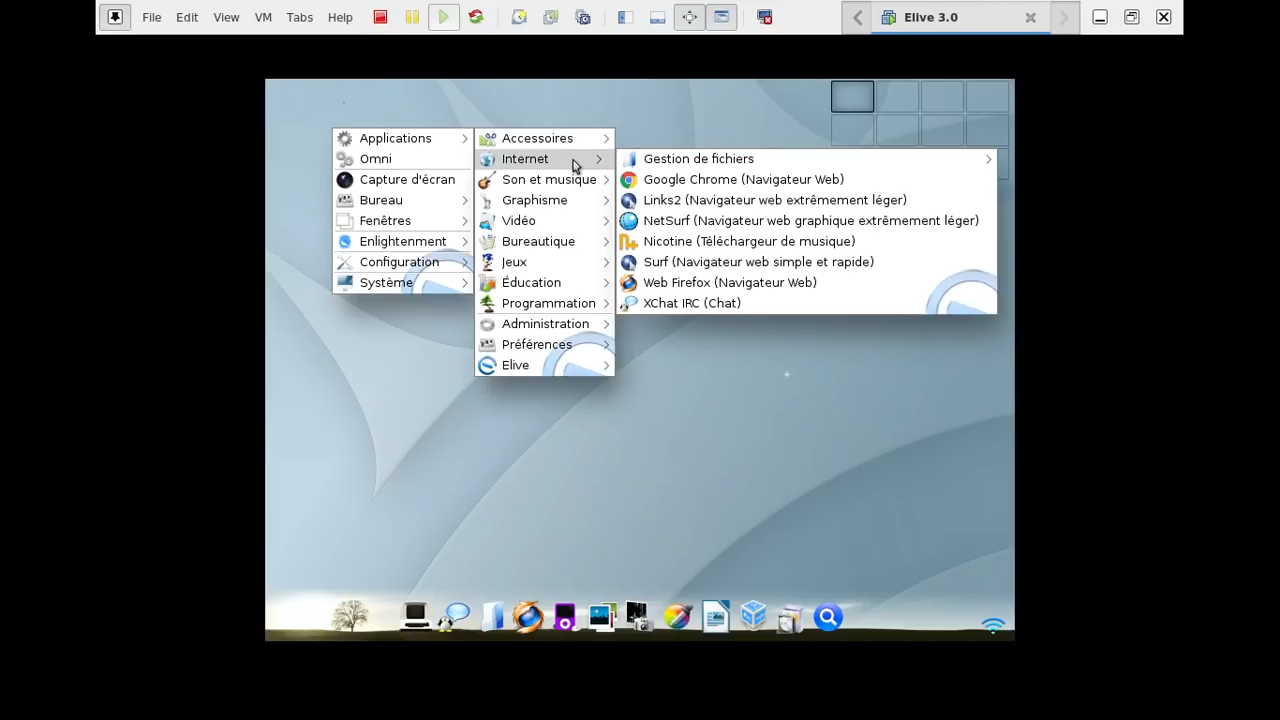 File Edit View VM Tabs Help
Elive 3.0
Applications
Omni
Capture d'écran
Bureau
Fenêtres
Enlightenment
Configuration
Système
Accessoires
Internet
Son et musique
Graphisme
Vidéo
Bureautique
Jeux
Éducation
Programmation
Administration
Préférences
Elive
Gestion de fichiers
Google Chrome (Navigateur Web)
Links2 (Navigateur web extrêmement léger)
NetSurf (Navigateur web graphique extrêmement léger)
Nicotine (Téléchargeur de musique)
Surf (Navigateur web simple et rapide)
Web Firefox (Navigateur Web)
XChat IRC (Chat)